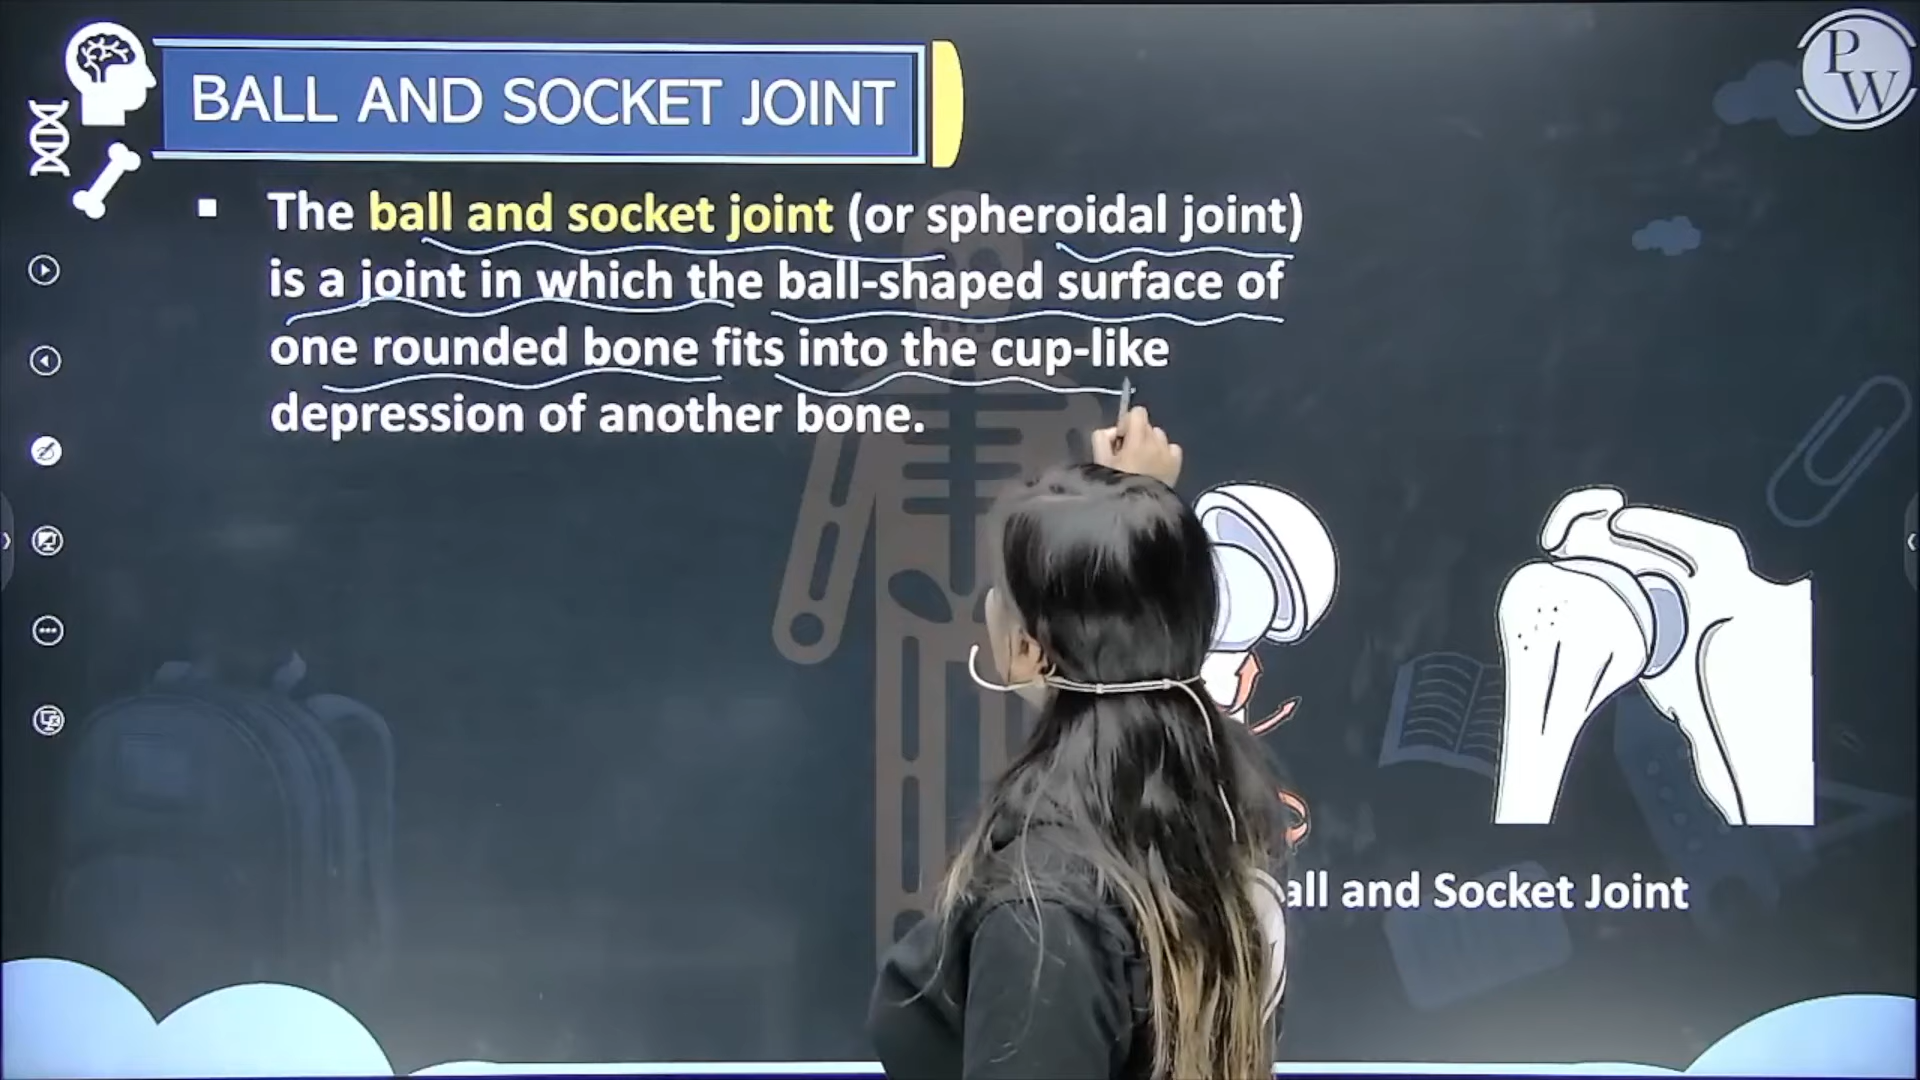 BALL AND SOCKET JOINT
PW
▪ The ball and socket joint (or spheroidal joint)
is a joint in which the ball-shaped surface of
one rounded bone fits into the cup-like
depression of another bone.
all and Socket Joint